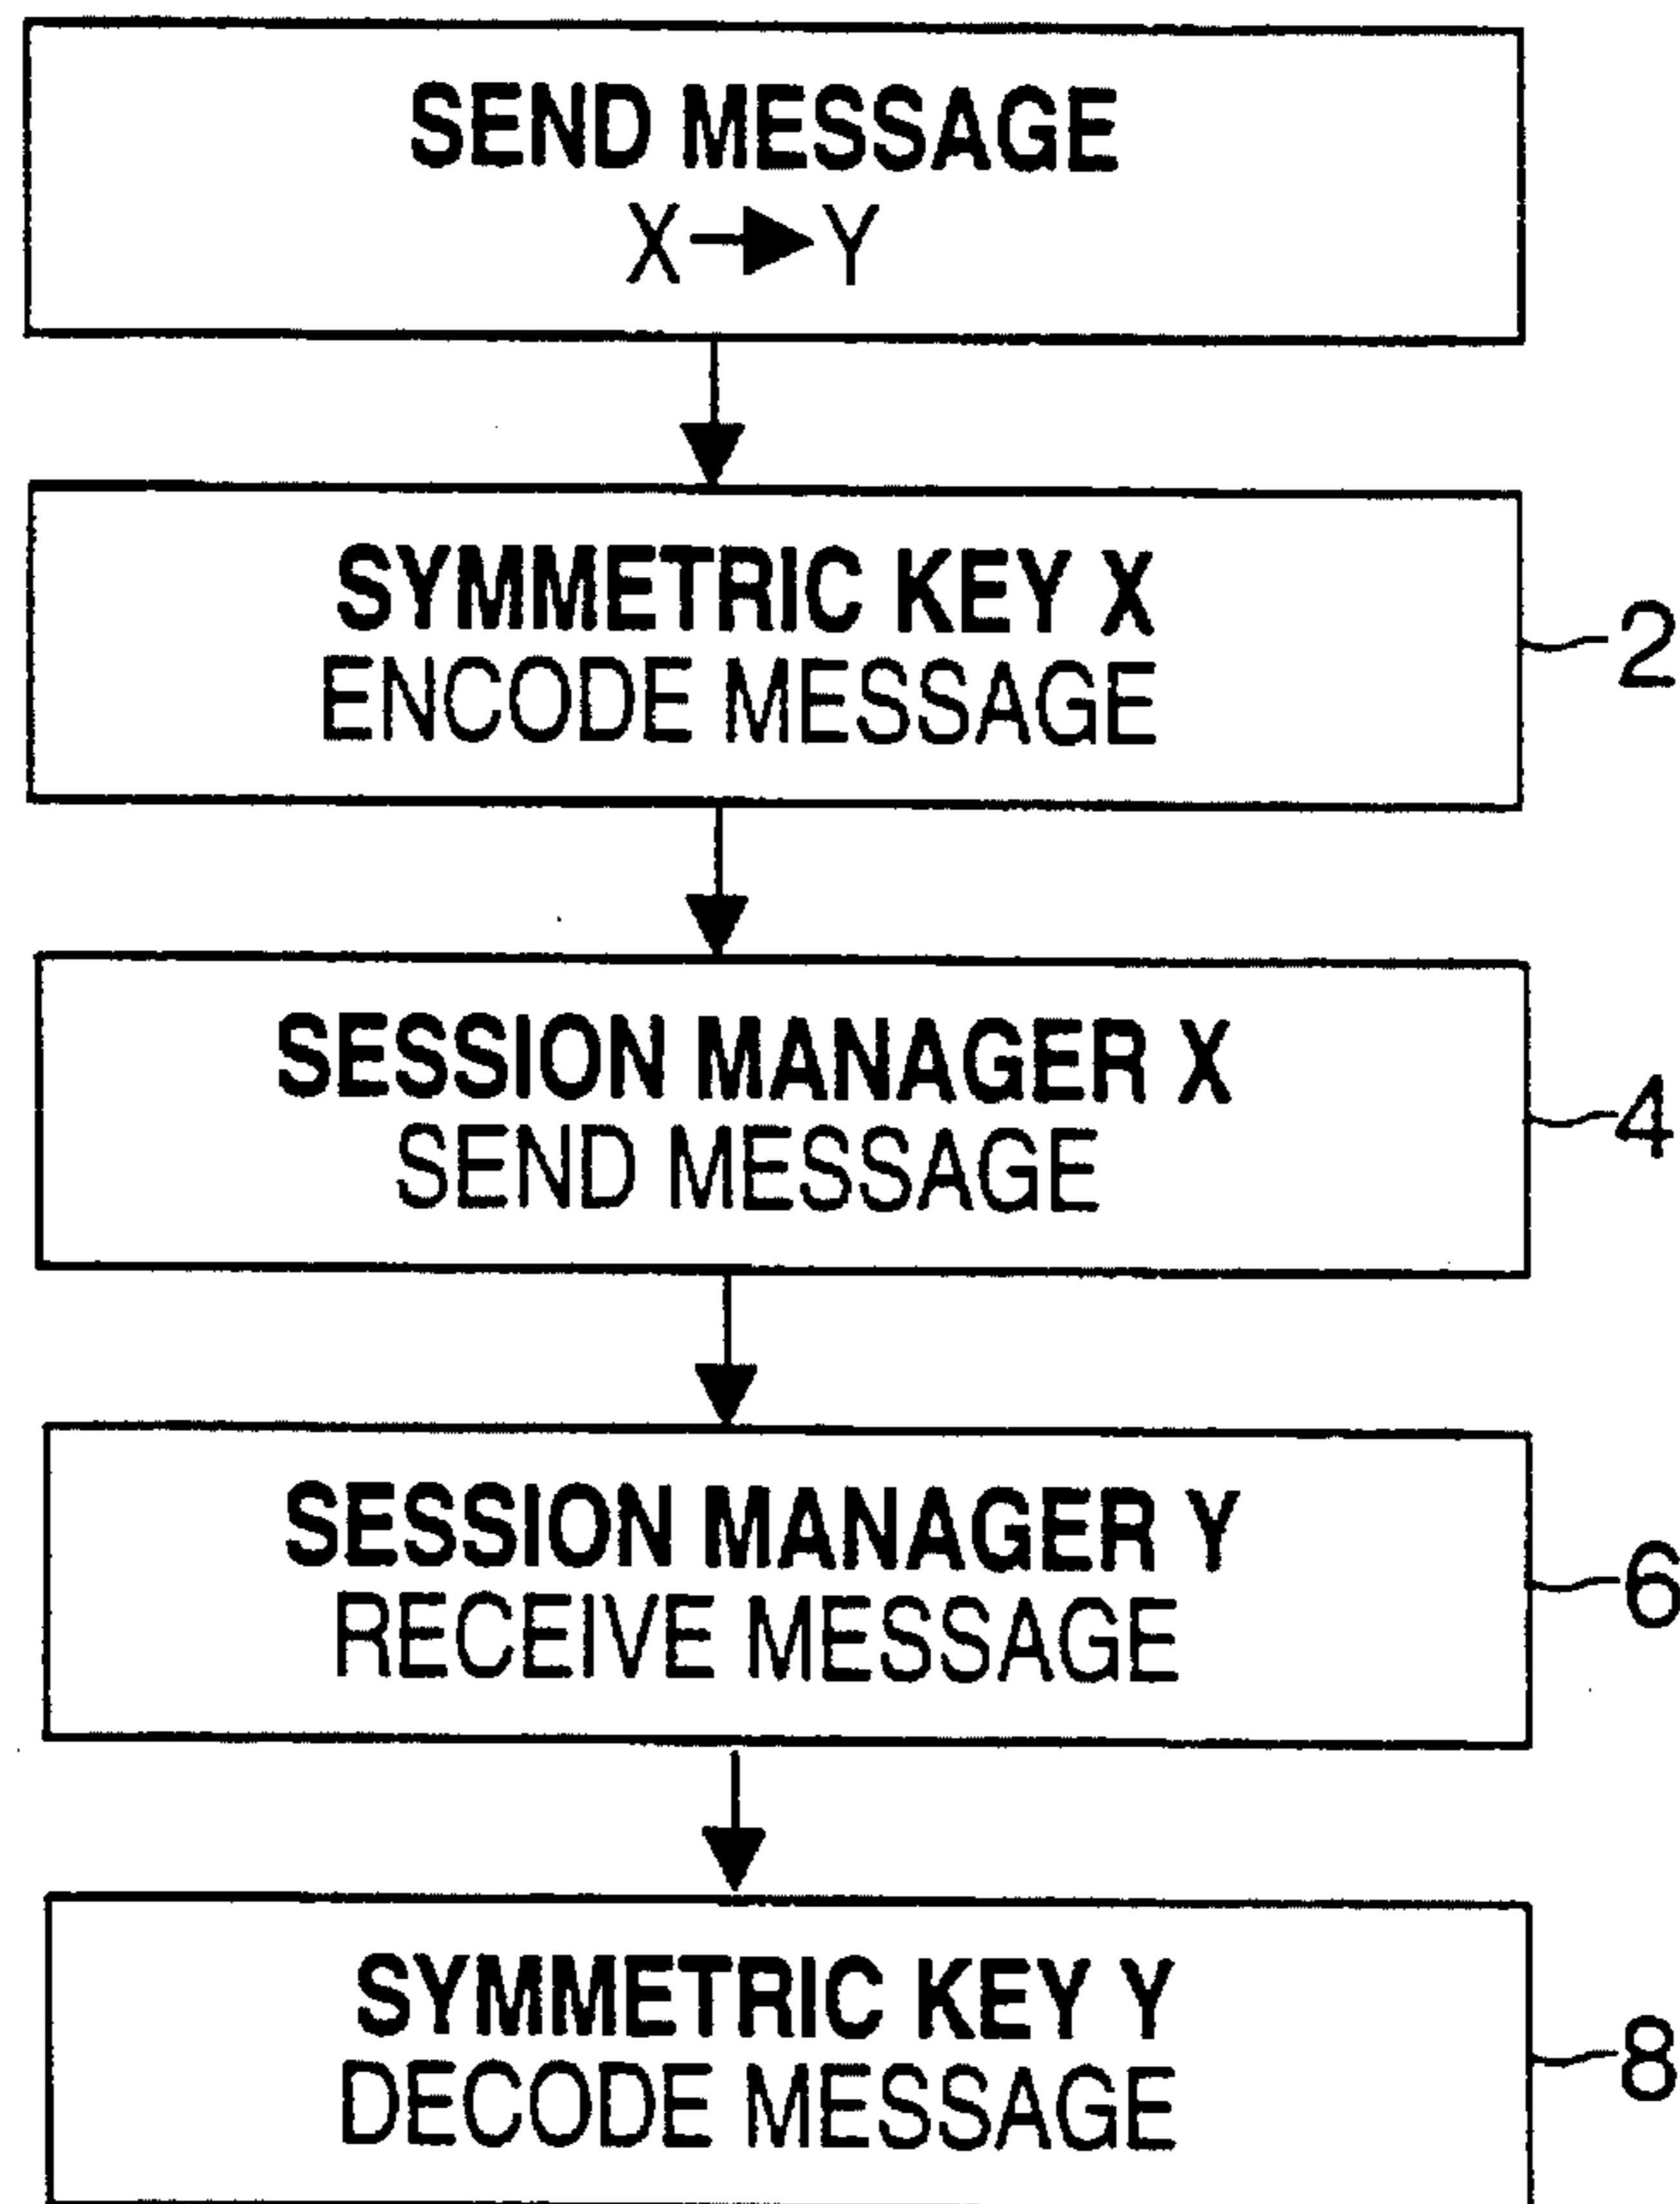 SEND MESSAGE
X → Y
SYMMETRIC KEY X
ENCODE MESSAGE
2
SESSION MANAGER X
SEND MESSAGE
4
SESSION MANAGER Y
RECEIVE MESSAGE
6
SYMMETRIC KEY Y
DECODE MESSAGE
8